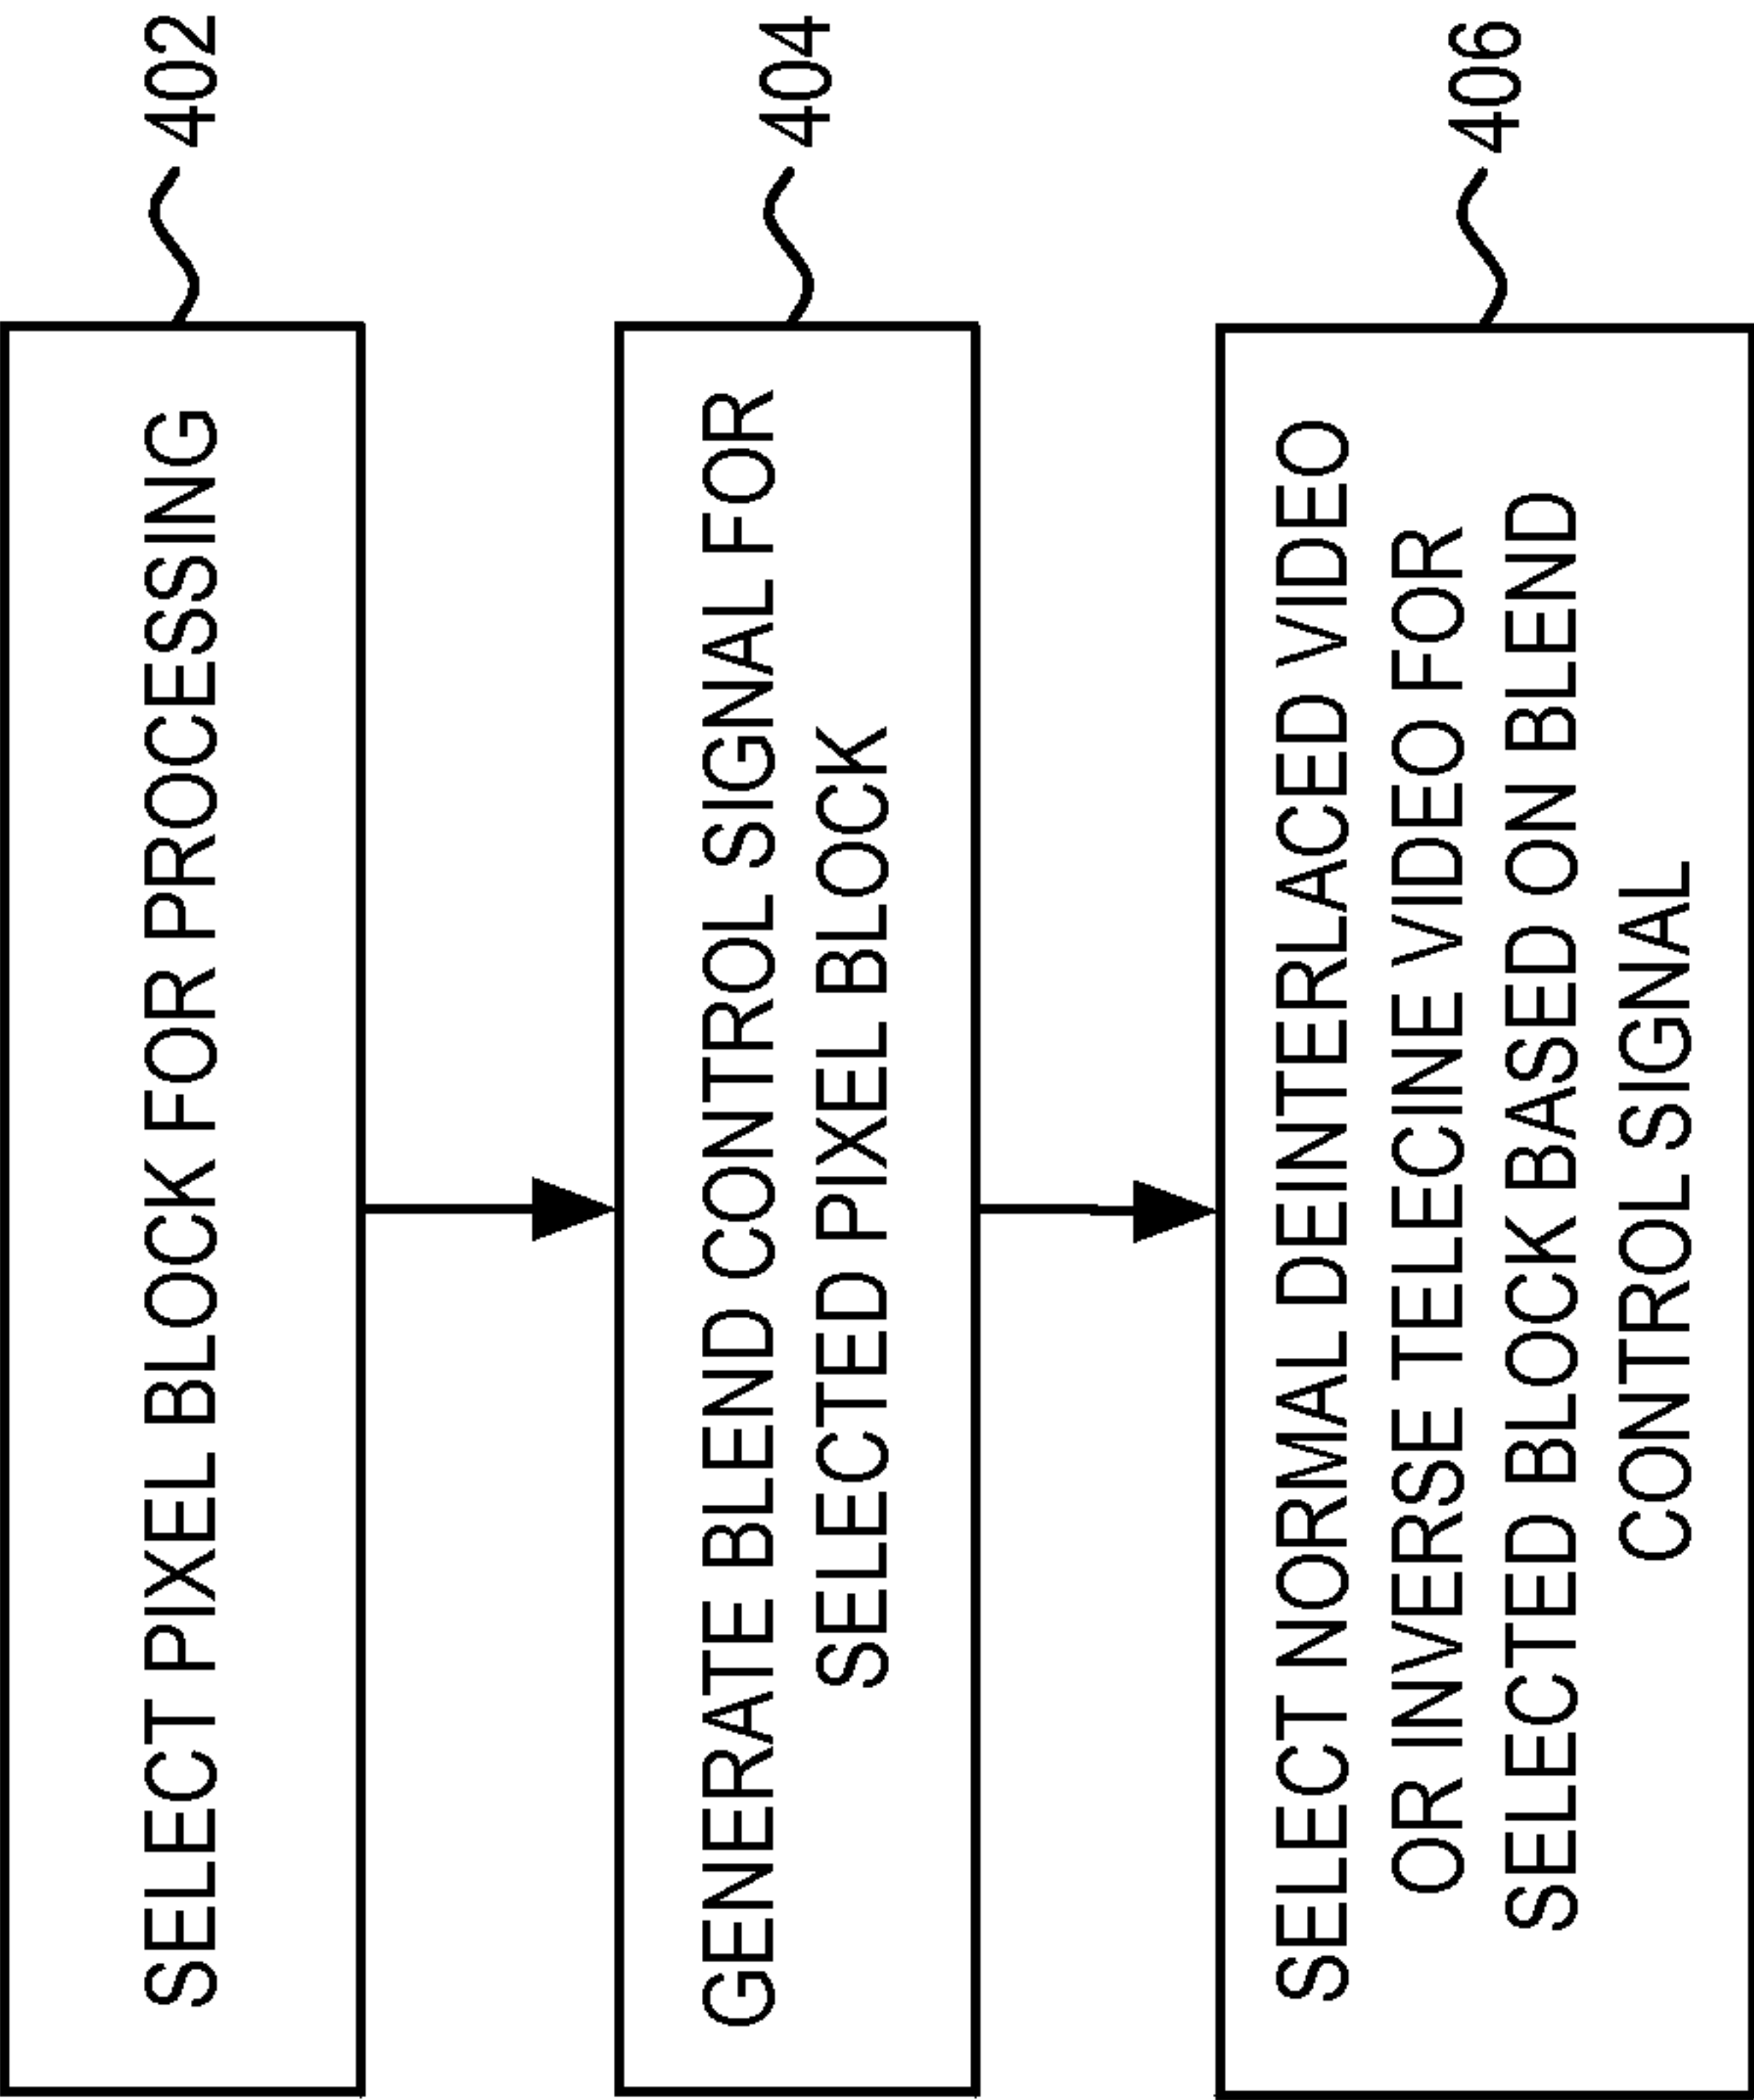 SELECT PIXEL BLOCK FOR PROCESSING
402
GENERATE BLEND CONTROL SIGNAL FOR
SELECTED PIXEL BLOCK
404
SELECT NORMAL DEINTERLACED VIDEO
OR INVERSE TELECINE VIDEO FOR
SELECTED BLOCK BASED ON BLEND
CONTROL SIGNAL
406